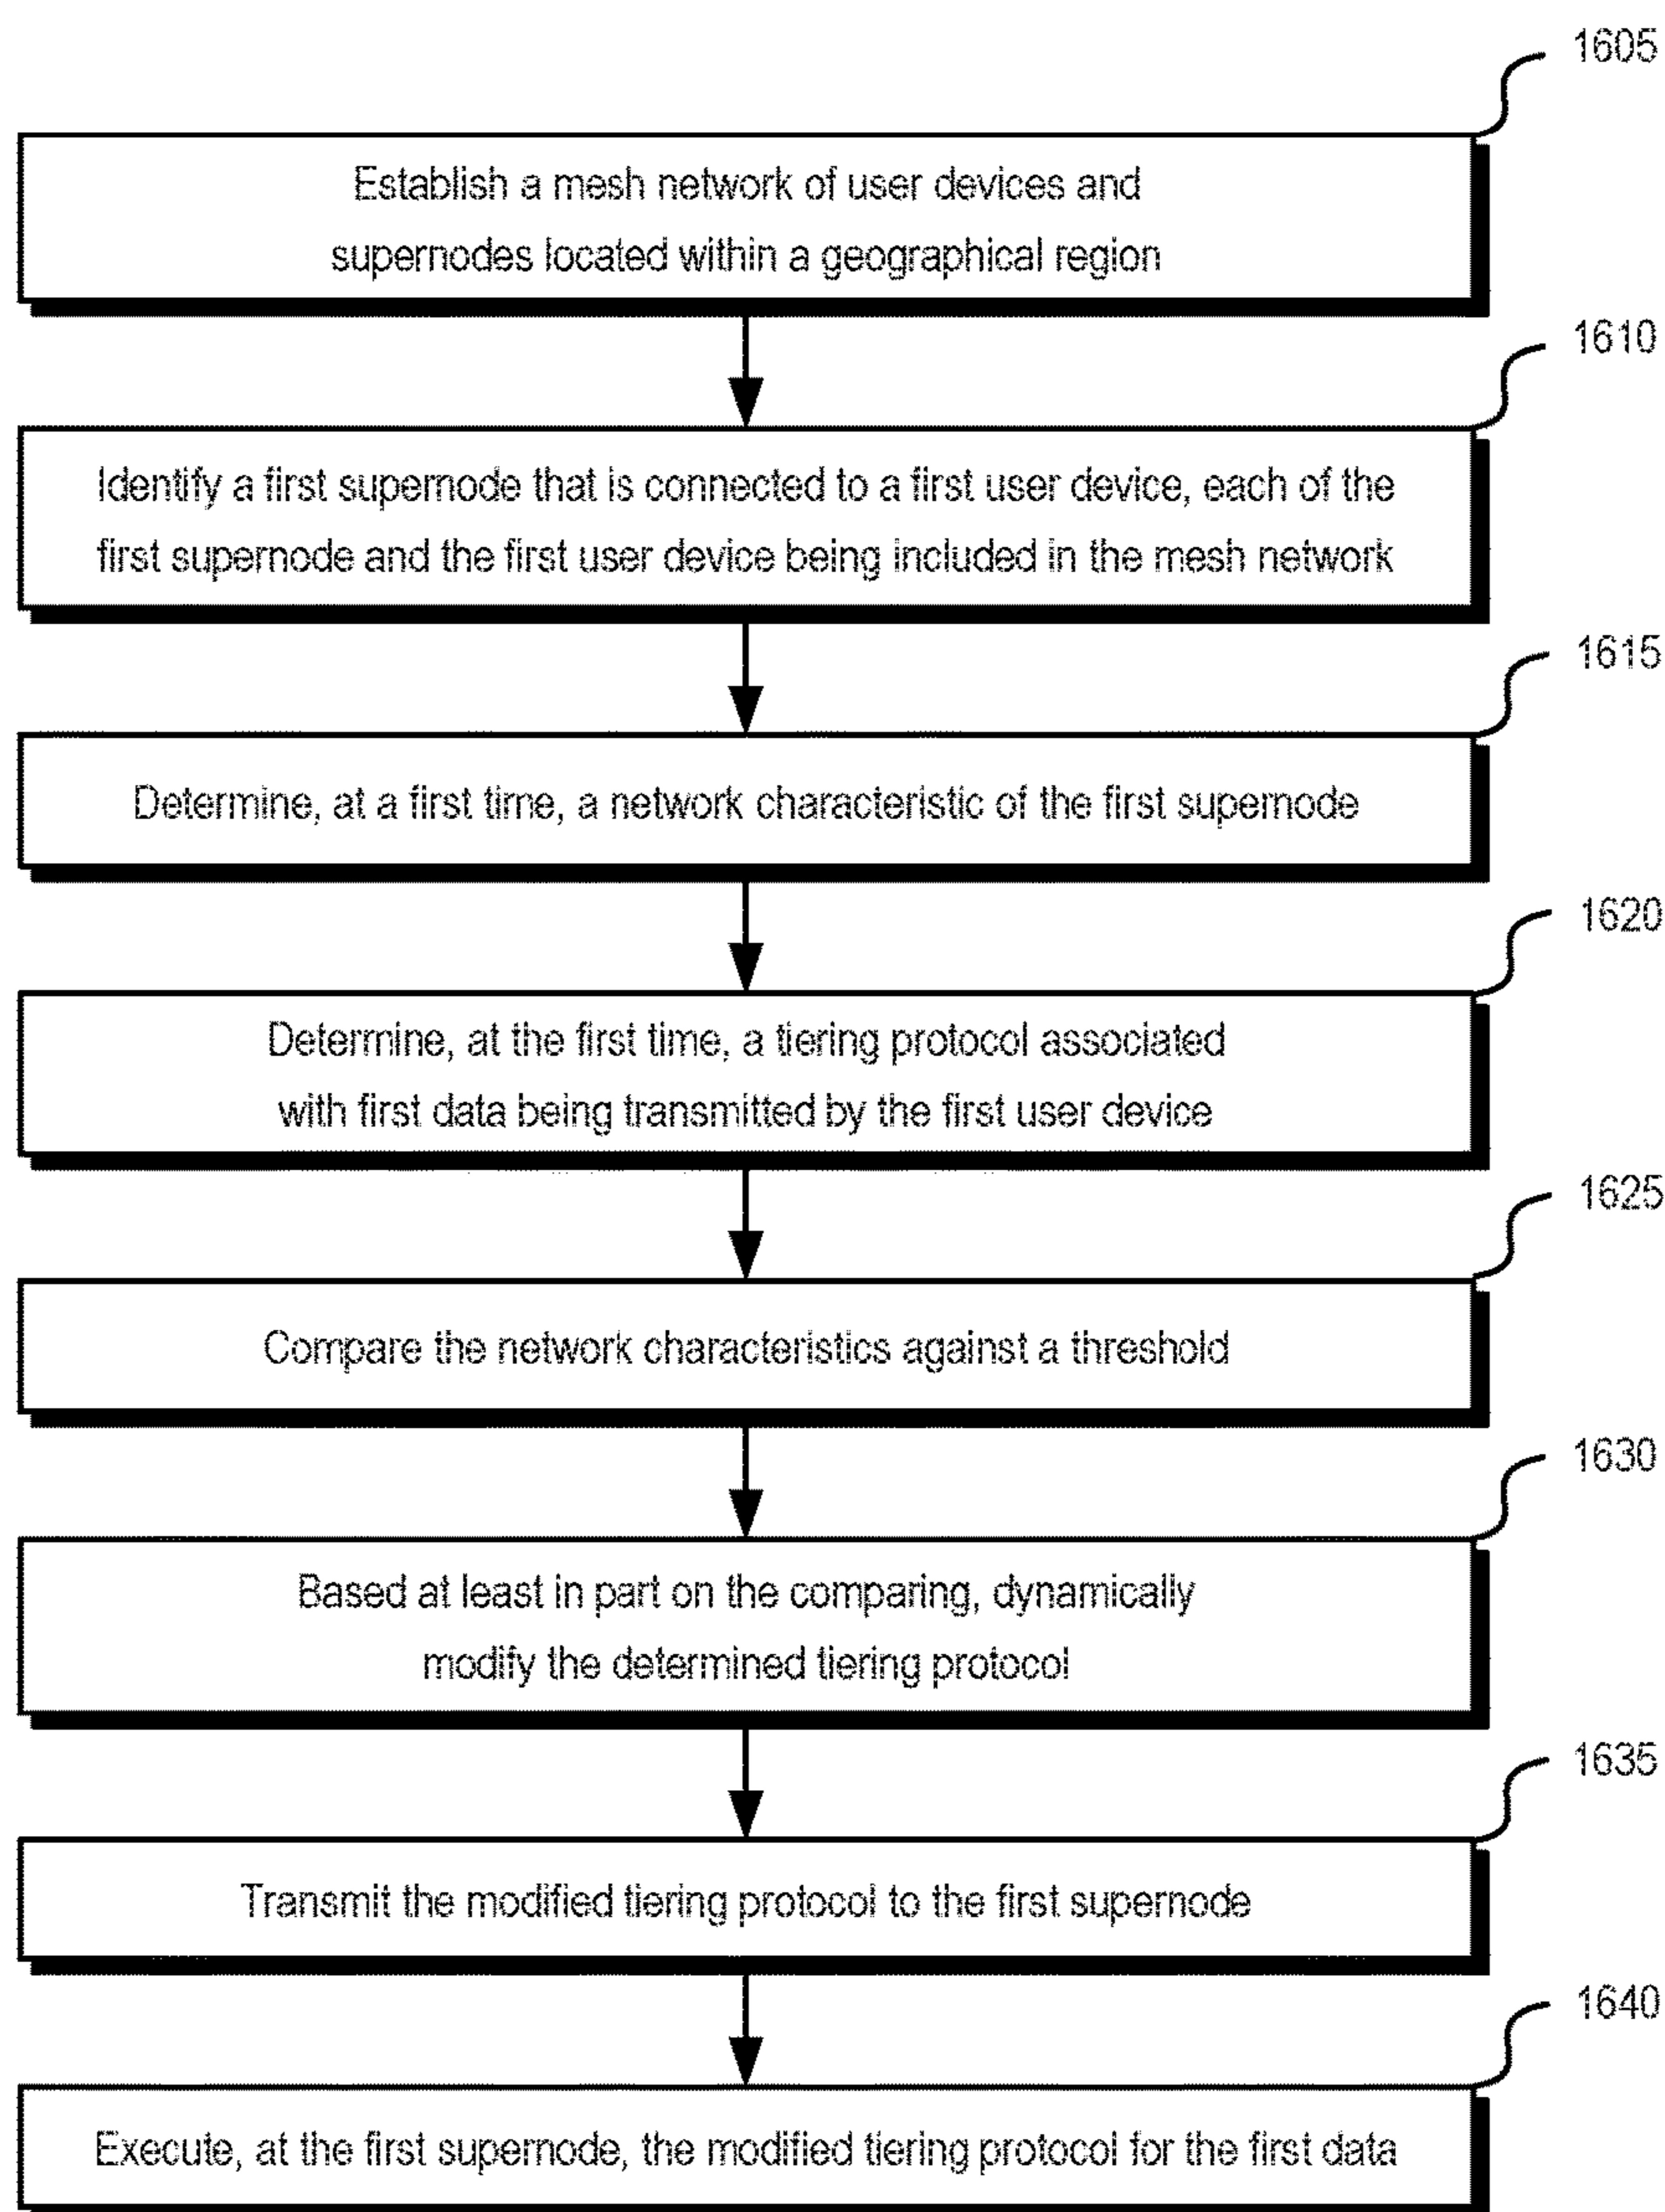 1605
Establish a mesh network of user devices and
supernodes located within a geographical region
1610
Identify a first supernode that is connected to a first user device, each of the
first supernode and the first user device being included in the mesh network
1615
Determine, at a first time, a network characteristic of the first supernode
1620
Determine, at the first time, a tiering protocol associated
with first data being transmitted by the first user device
1625
Compare the network characteristics against a threshold
1630
Based at least in part on the comparing, dynamically
modify the determined tiering protocol
1635
Transmit the modified tiering protocol to the first supernode
1640
Execute, at the first supernode, the modified tiering protocol for the first data